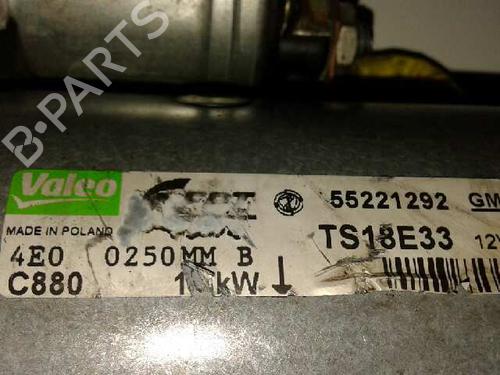 B-PARTS
Valeo
55221292 GM
MADE IN POLAND
TS18E33 12V
4E0 0250MM B
C880 kW